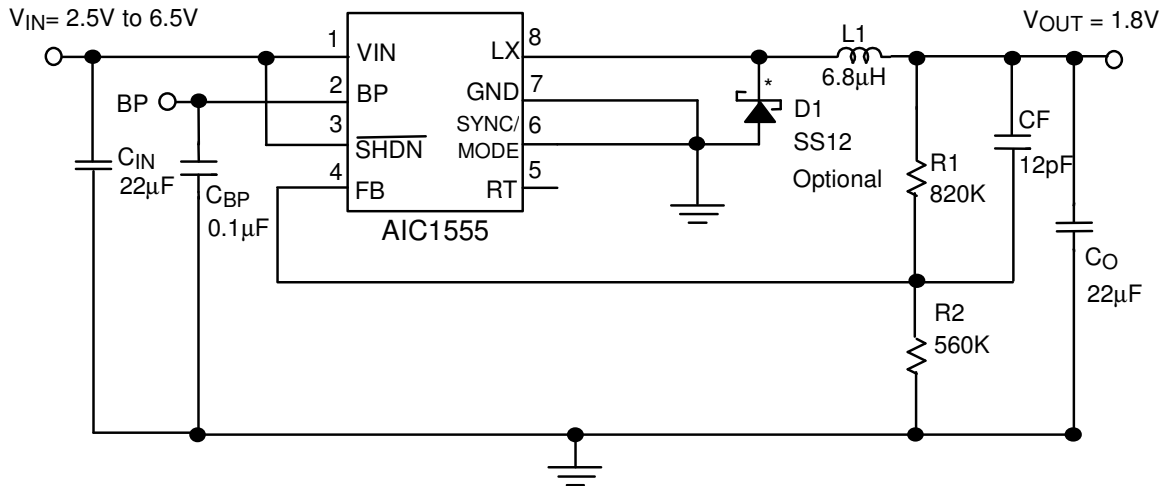 VIN= 2.5V to 6.5V
VOUT = 1.8V
1
VIN
LX
8
L1
6.8μH
BP
2
BP
GND
7
3
SHDN
SYNC/
MODE
6
4
FB
RT
5
AIC1555
CIN
22μF
CBP
0.1μF
*
D1
SS12
Optional
R1
820K
CF
12pF
CO
22μF
R2
560K